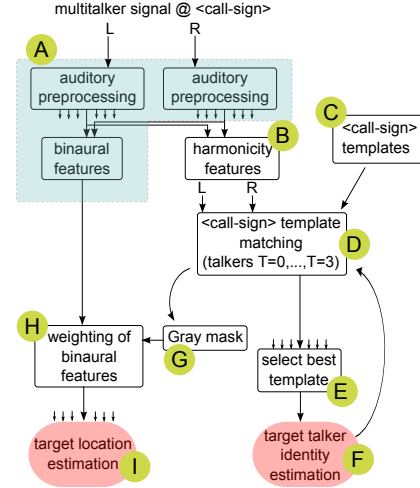 multitalker signal @ <call-sign>
L
R
A
auditory
preprocessing
auditory
preprocessing
B
C
binaural
features
harmonicity
features
<call-sign>
templates
L
R
<call-sign> template
matching
(talkers T=0,...,T=3)
D
H
weighting of
binaural
features
Gray mask
G
select best
template
E
target location
estimation
I
target talker
identity
estimation
F